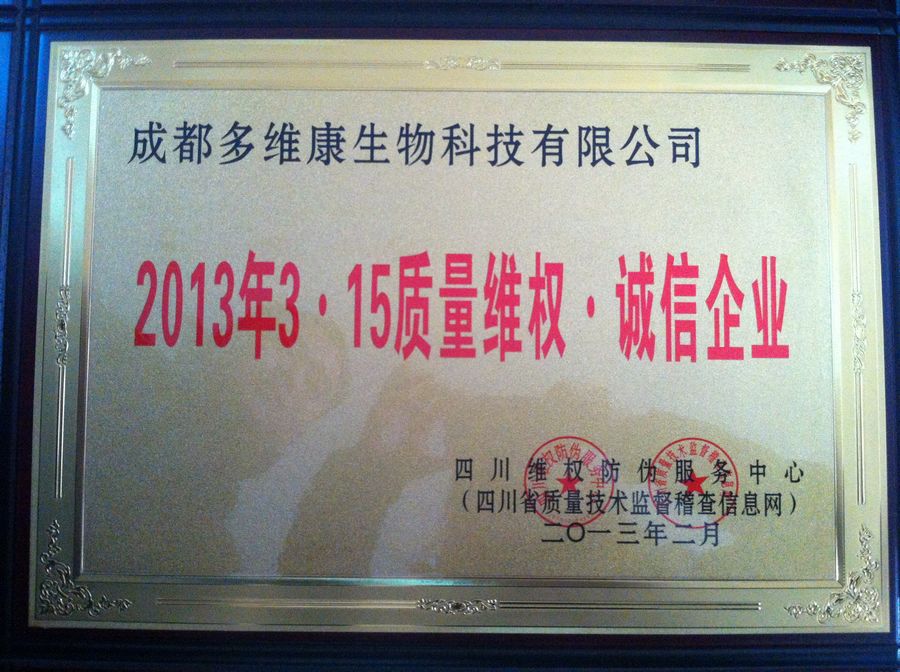 成都多维康生物科技有限公司
2013年3·15质量维权·诚信企业
四川维权防伪服务中心
（四川省质量技术监督稽查信息网）
二〇一三年二月